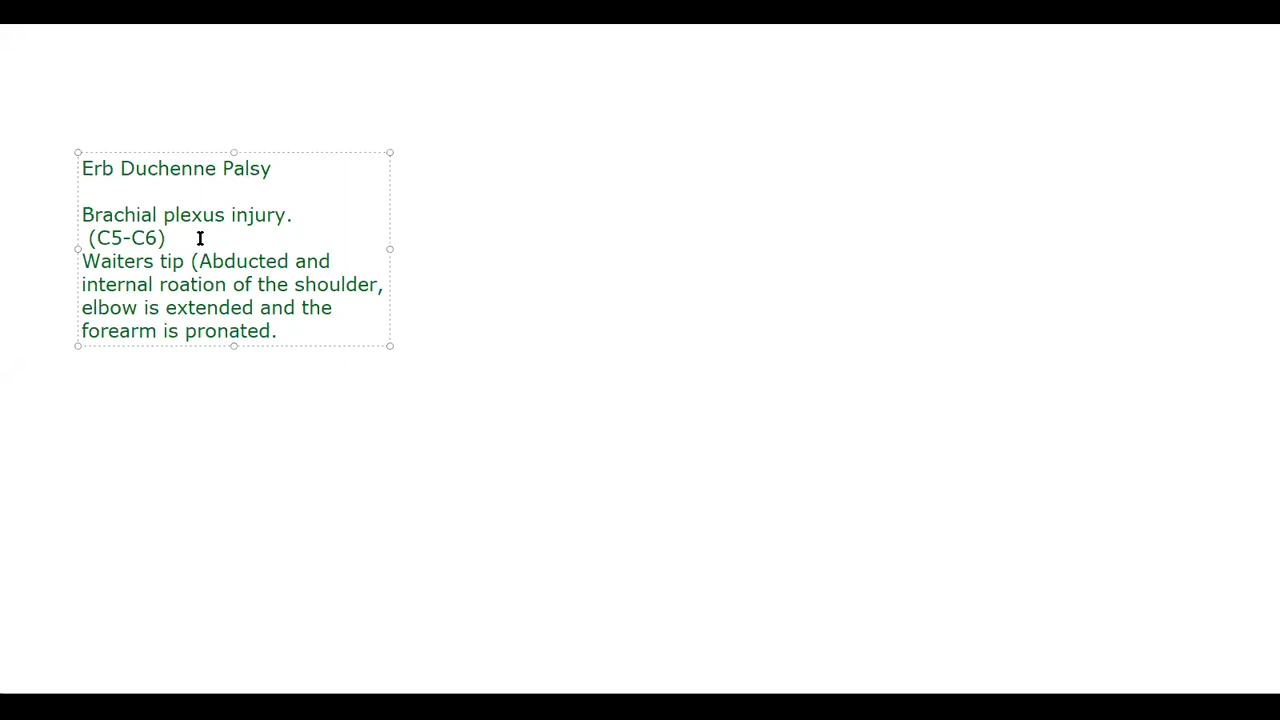 Erb Duchenne Palsy
Brachial plexus injury.
(C5-C6)
Waiters tip (Abducted and
internal roation of the shoulder,
elbow is extended and the
forearm is pronated.